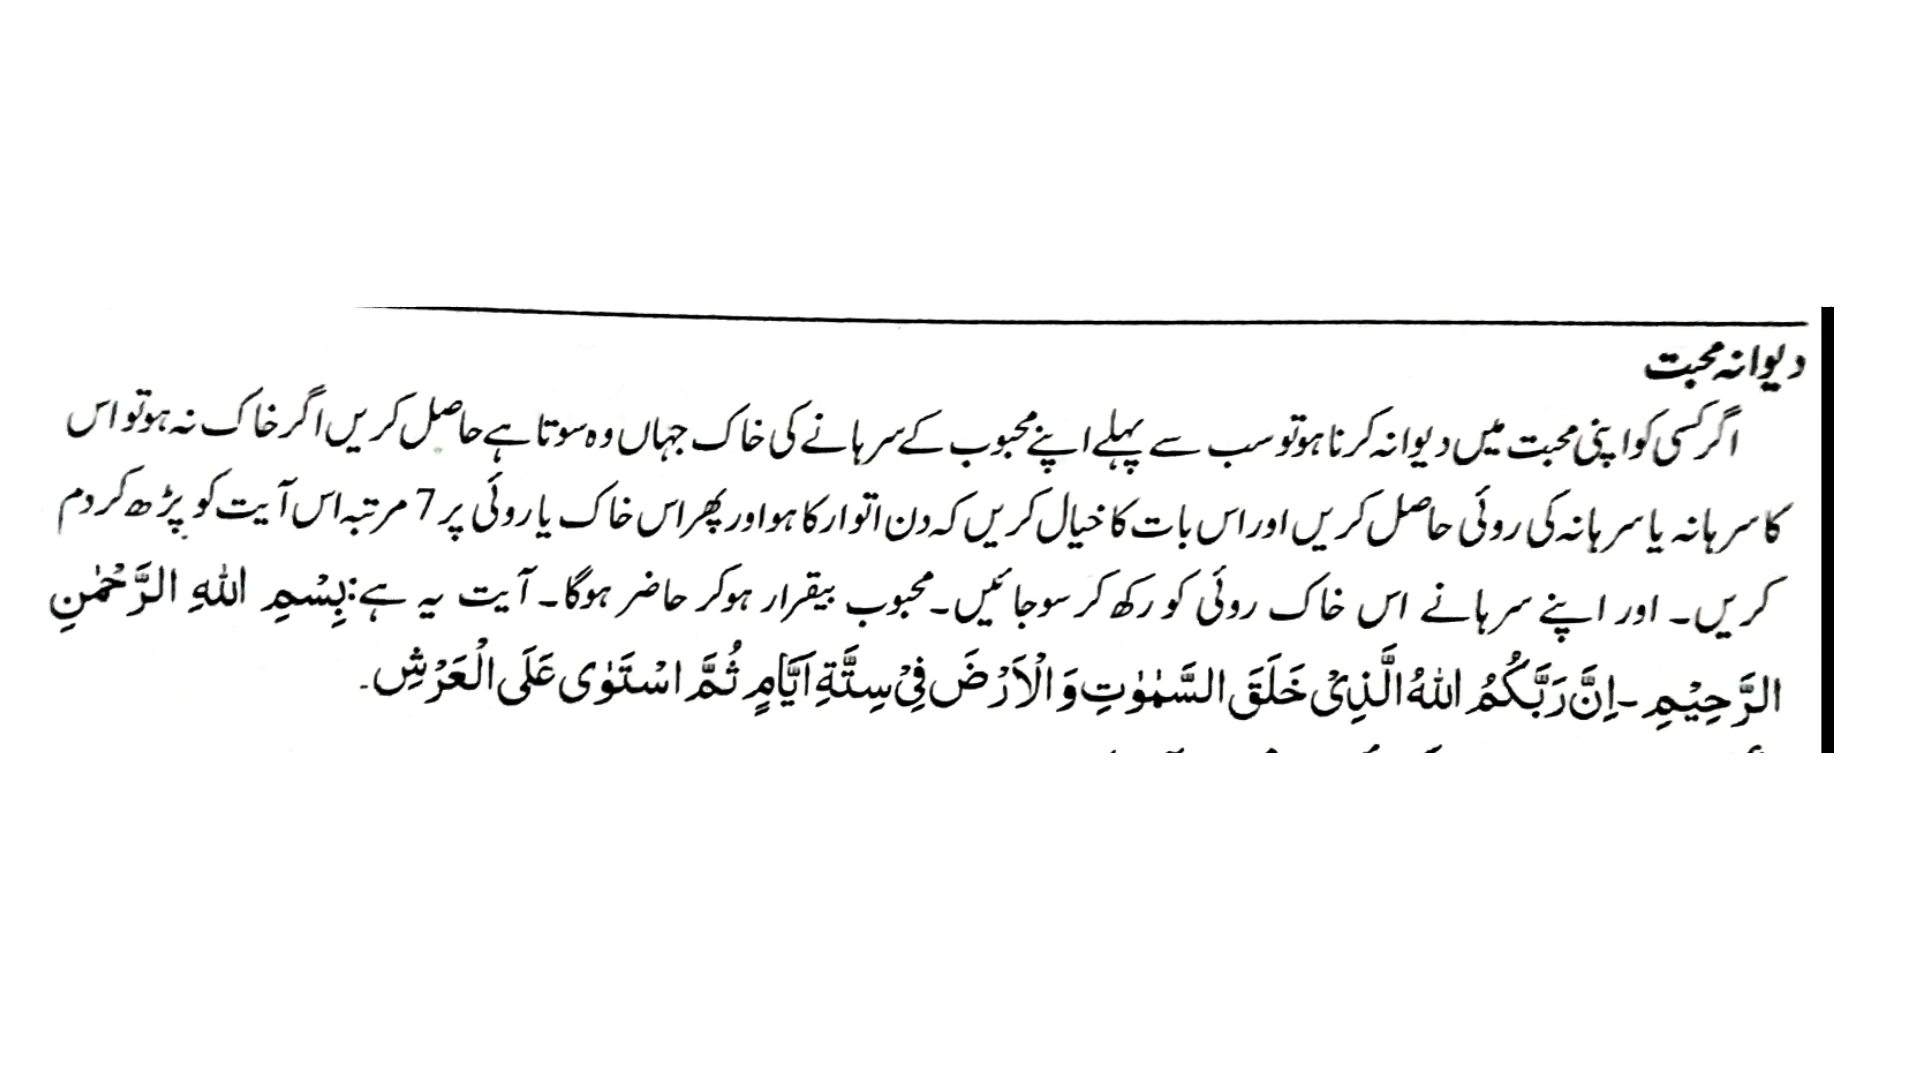 دیوانہ محبت
اگر کسی کو اپنی محبت میں دیوانہ کرنا ہو تو سب سے پہلے اپنے محبوب کے سرہانے کی خاک جہاں وہ سوتا ہے حاصل کریں اگر خاک نہ ہو تو اس
کا سرہانہ یا سرہانہ کی روئی حاصل کریں اور اس بات کا خیال کریں کہ دن اتوار کا ہو اور پھر اس خاک یا روئی پر 7 مرتبہ اس آیت کو پڑھ کر دم
کریں۔ اور اپنے سرہانے اس خاک روئی کو رکھ کر سو جائیں۔ محبوب بیقرار ہو کر حاضر ہوگا۔ آیت یہ ہے: بِسْمِ اللهِ الرَّحْمٰنِ
الرَّحِيْمِ ۔ اِنَّ رَبَّكُمُ اللهُ الَّذِىْ خَلَقَ السَّمٰوٰتِ وَ الْاَرْضَ فِىْ سِتَّةِ اَيَّامٍ ثُمَّ اسْتَوٰى عَلَى الْعَرْشِ ۔